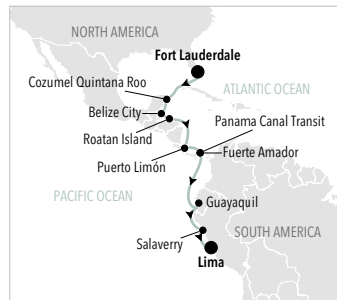 NORTH AMERICA
Fort Lauderdale
Cozumel Quintana Roo
ATLANTIC OCEAN
Belize City
Panama Canal Transit
Roatan Island
Fuerte Amador
Puerto Limón
PACIFIC OCEAN
Guayaquil
SOUTH AMERICA
Salaverry
Lima